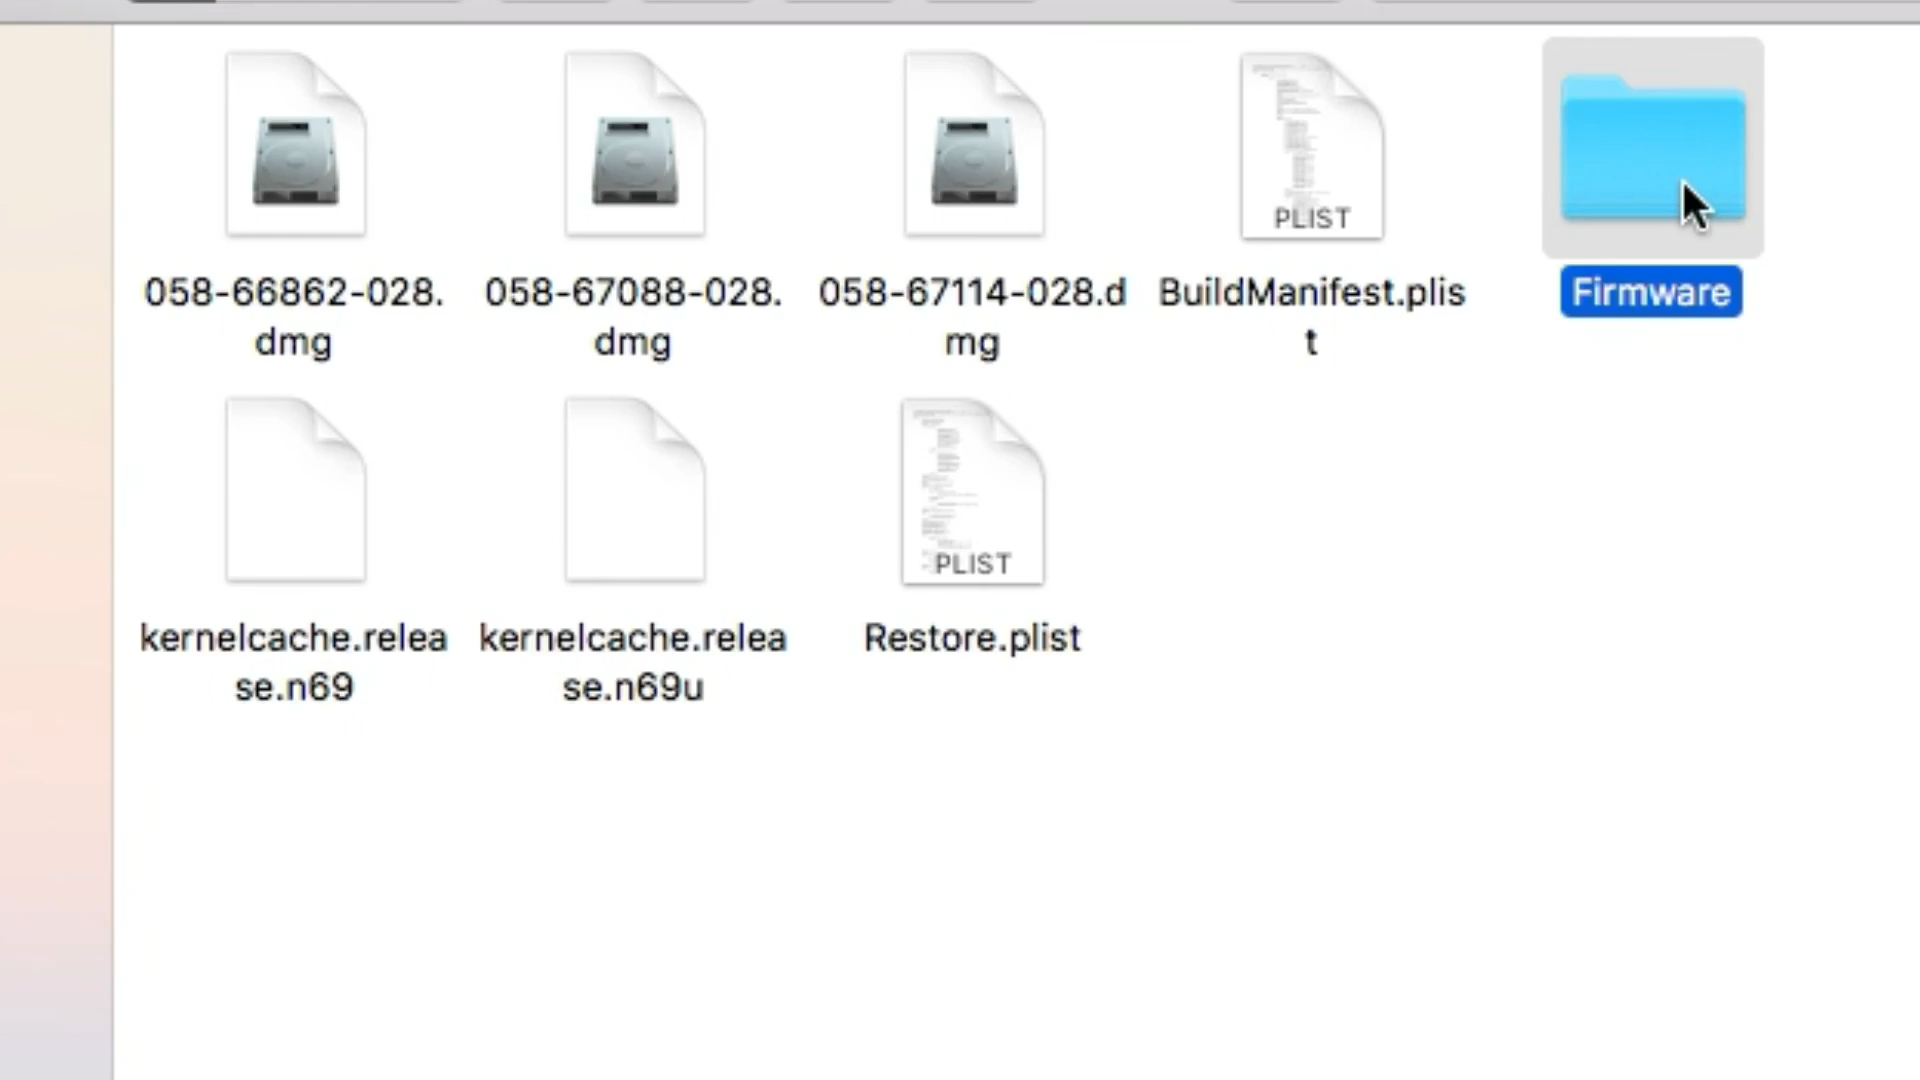 PLIST
058-66862-028.
dmg
058-67088-028.
dmg
058-67114-028.d
mg
BuildManifest.plis
t
Firmware
PLIST
kernelcache.relea
se.n69
kernelcache.relea
se.n69u
Restore.plist